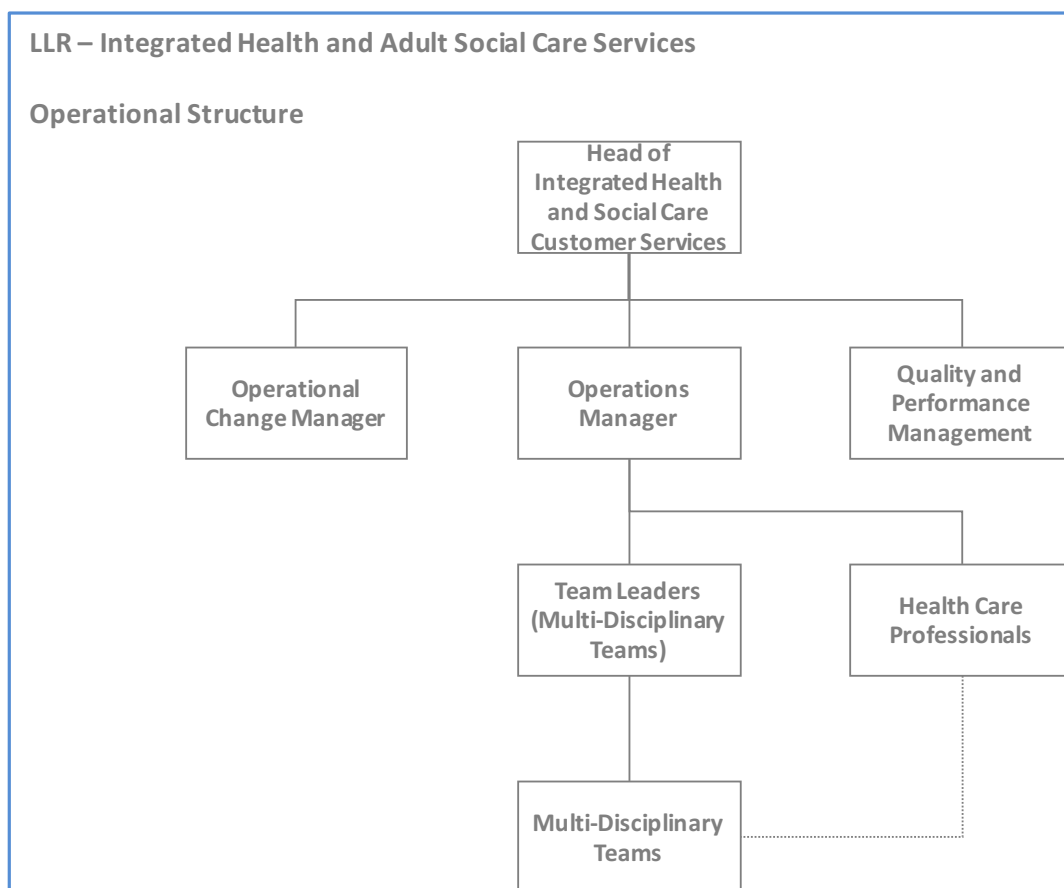 LLR – Integrated Health and Adult Social Care Services
Operational Structure
Head of
Integrated Health
and Social Care
Customer Services
Operational
Change Manager
Operations
Manager
Quality and
Performance
Management
Team Leaders
(Multi-Disciplinary
Teams)
Health Care
Professionals
Multi-Disciplinary
Teams